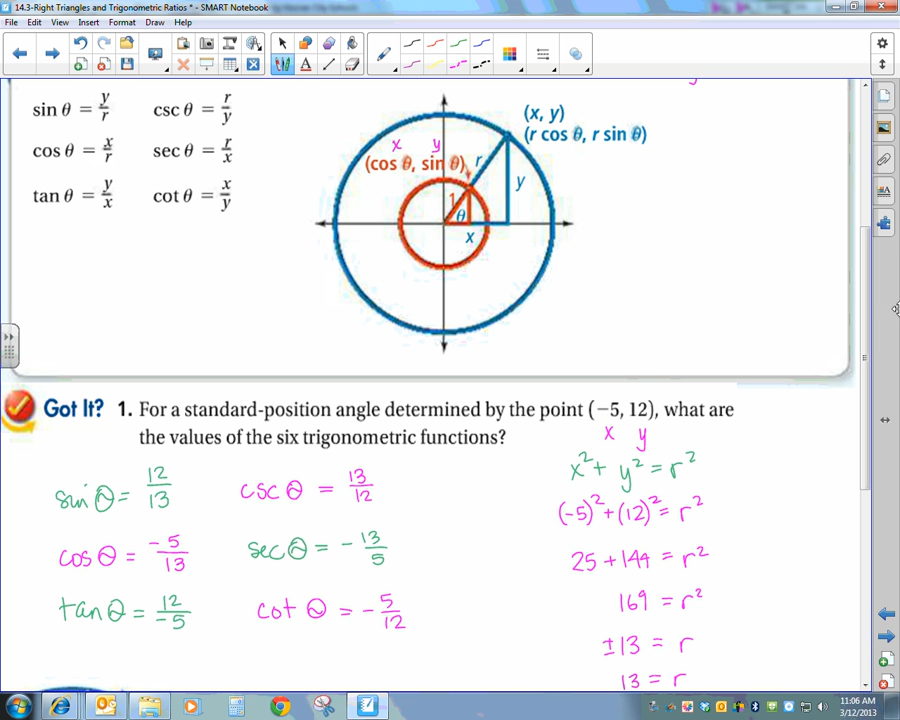 14.3-Right Triangles and Trigonometric Ratios * - SMART Notebook
File Edit View Insert Format Draw Help
sin θ = y/r csc θ = r/y
cos θ = x/r sec θ = r/x
tan θ = y/x cot θ = x/y
(x, y)
(r cos θ, r sin θ)
x y
(cos θ, sin θ)
r
y
1
θ
x
Got It? 1. For a standard-position angle determined by the point (−5, 12), what are
the values of the six trigonometric functions?
x y
x² + y² = r²
(-5)² + (12)² = r²
25 + 144 = r²
169 = r²
±13 = r
13 = r
sin θ = 12/13 csc θ = 13/12
cos θ = -5/13 sec θ = -13/5
tan θ = 12/-5 cot θ = -5/12
11:06 AM
3/12/2013